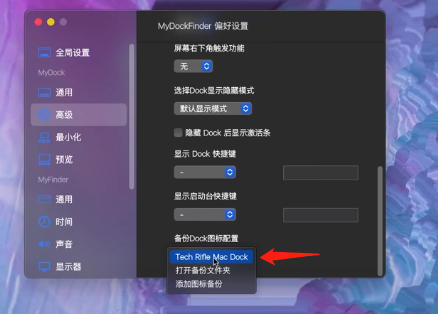 MyDockFinder 偏好设置
全局设置
MyDock
通用
高级
最小化
预览
MyFinder
通用
时间
声音
显示器
屏幕右下角触发功能
无
选择Dock显示隐藏模式
默认显示模式
隐藏 Dock 后显示激活条
显示 Dock 快捷键
-
显示启动台快捷键
-
备份Dock图标配置
Tech Rifle Mac Dock
打开备份文件夹
添加图标备份